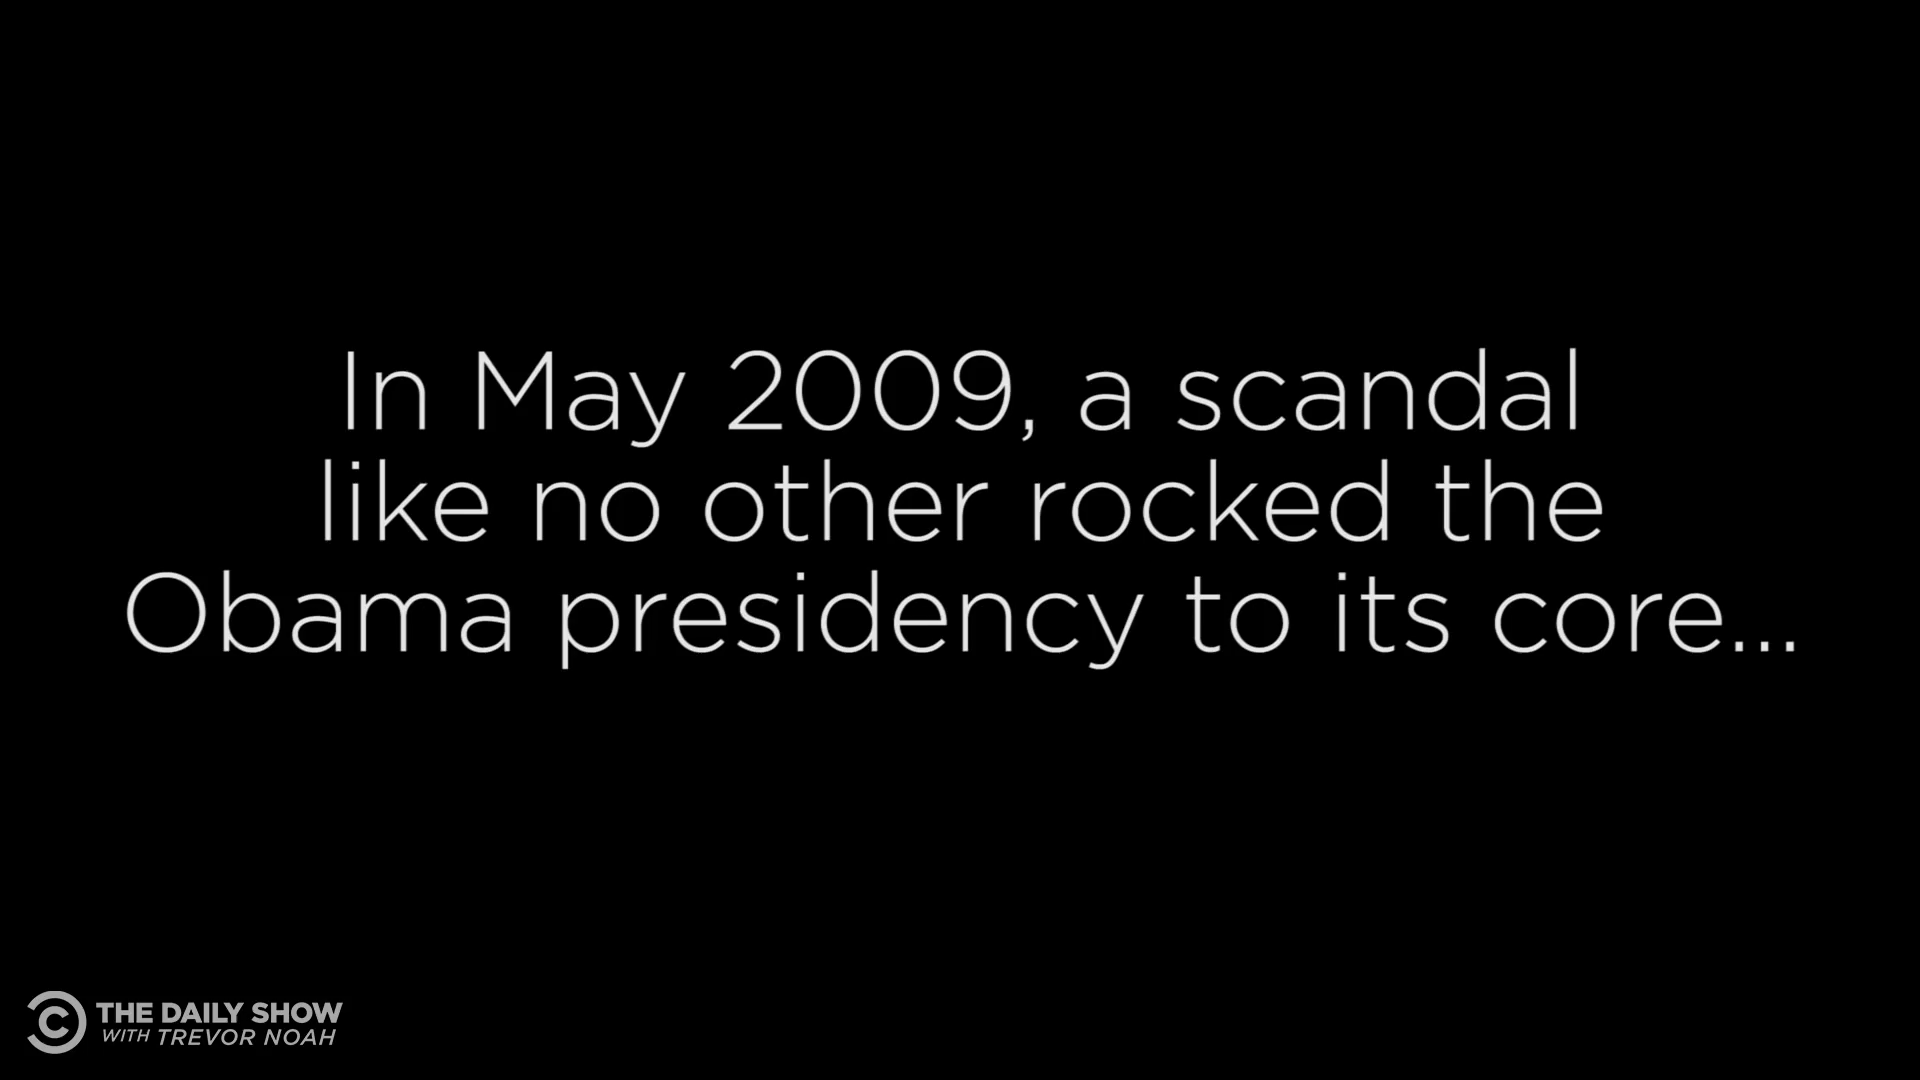 In May 2009, a scandal
like no other rocked the
Obama presidency to its core...
THE DAILY SHOW
WITH TREVOR NOAH